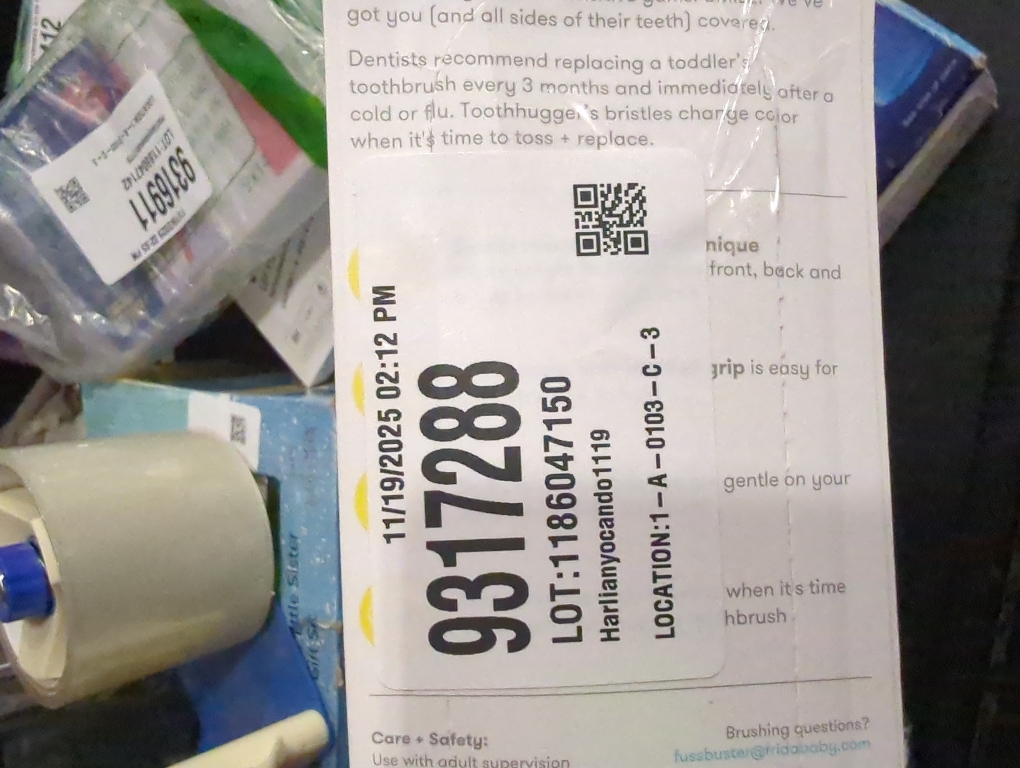 got you (and all sides of their teeth) covered.
Dentists recommend replacing a toddler's
toothbrush every 3 months and immediately after a
cold or flu. Toothhugger's bristles change color
when it's time to toss + replace.
11/19/2025 02:12 PM
9317288
LOT:1186047150
Harlianyocando1119
LOCATION:1-A-0103-C-3
nique
front, back and
grip is easy for
gentle on your
when it's time
hbrush
Care + Safety:
Use with adult supervision
Brushing questions?
fussbuster@fridababy.com
9316911
Little Sister
12